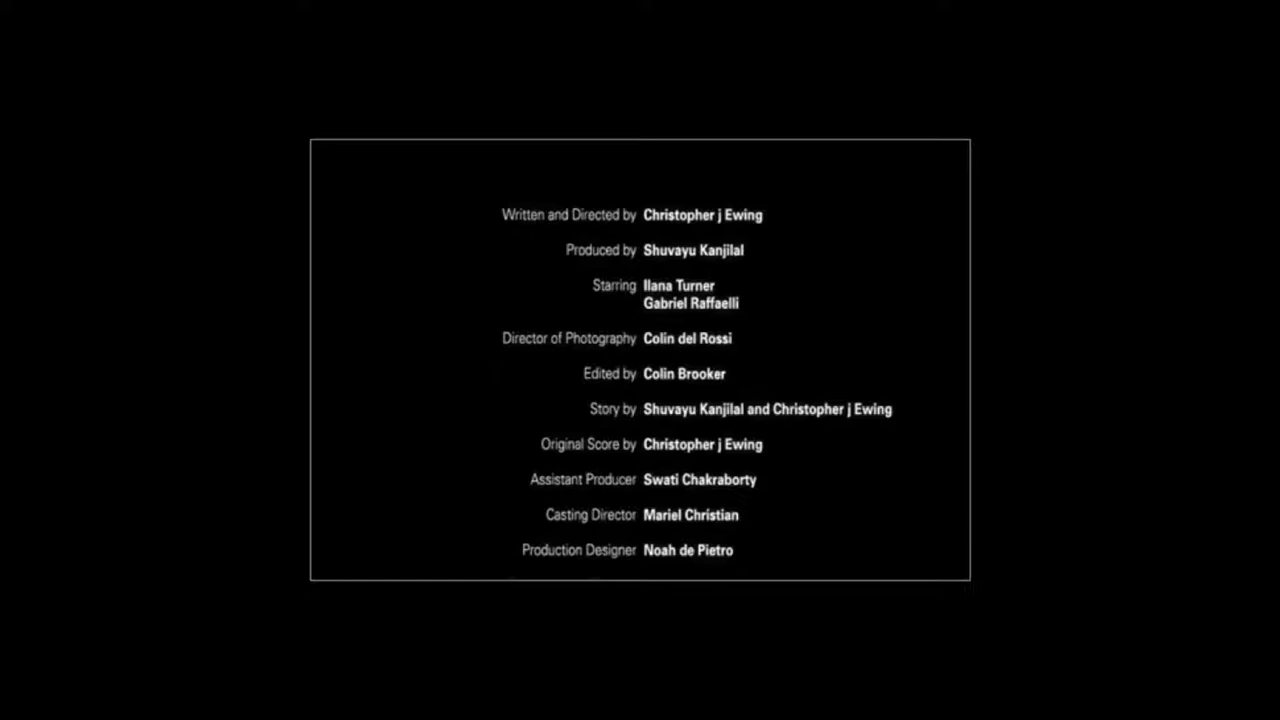 Written and Directed by Christopher j Ewing
Produced by Shuvayu Kanjilal
Starring Ilana Turner
Gabriel Raffaelli
Director of Photography Colin del Rossi
Edited by Colin Brooker
Story by Shuvayu Kanjilal and Christopher j Ewing
Original Score by Christopher j Ewing
Assistant Producer Swati Chakraborty
Casting Director Mariel Christian
Production Designer Noah de Pietro